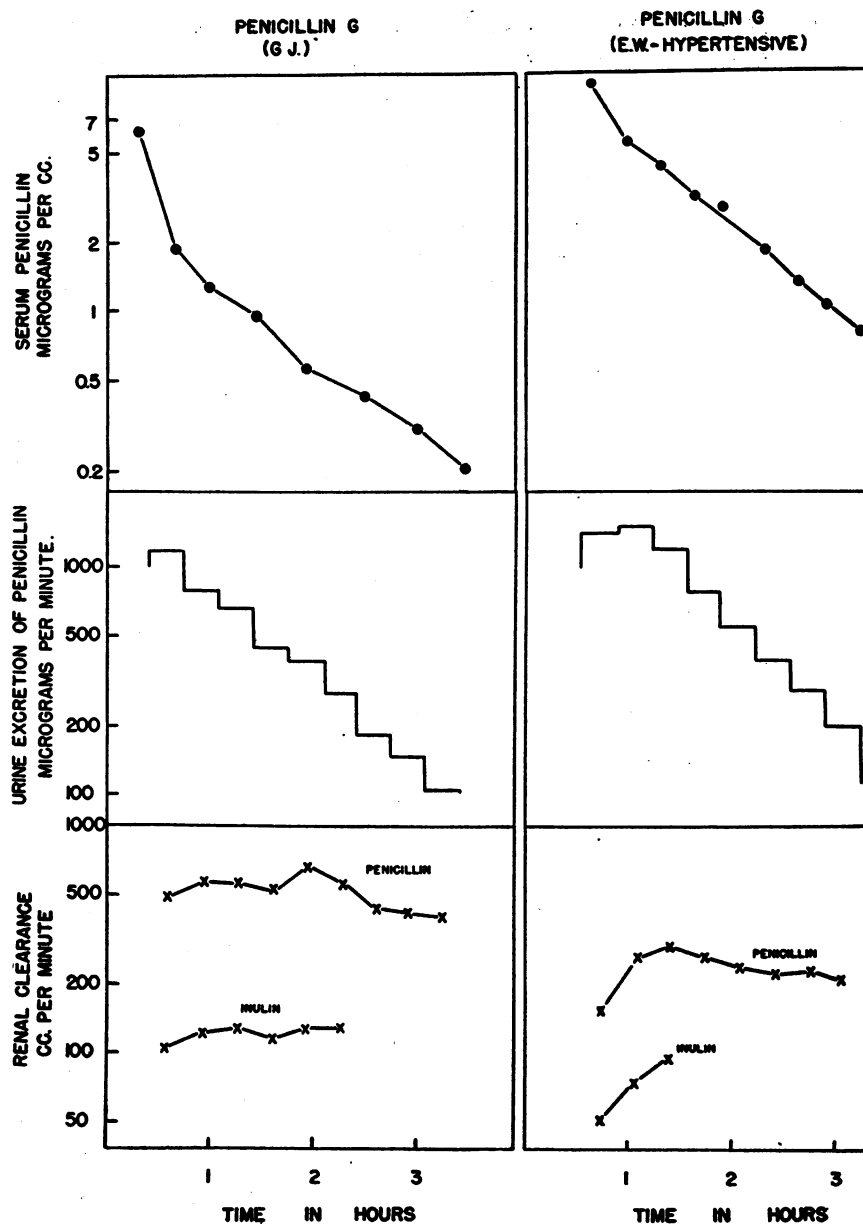 PENICILLIN G
(G J.)
PENICILLIN G
(E.W.-HYPERTENSIVE)
SERUM PENICILLIN
MICROGRAMS PER CC.
7
5
2
1
0.5
0.2
URINE EXCRETION OF PENICILLIN
MICROGRAMS PER MINUTE.
1000
500
200
100
RENAL CLEARANCE
CC. PER MINUTE
1000
500
200
100
50
PENICILLIN
INULIN
PENICILLIN
INULIN
1 2 3
1 2 3
TIME IN HOURS
TIME IN HOURS